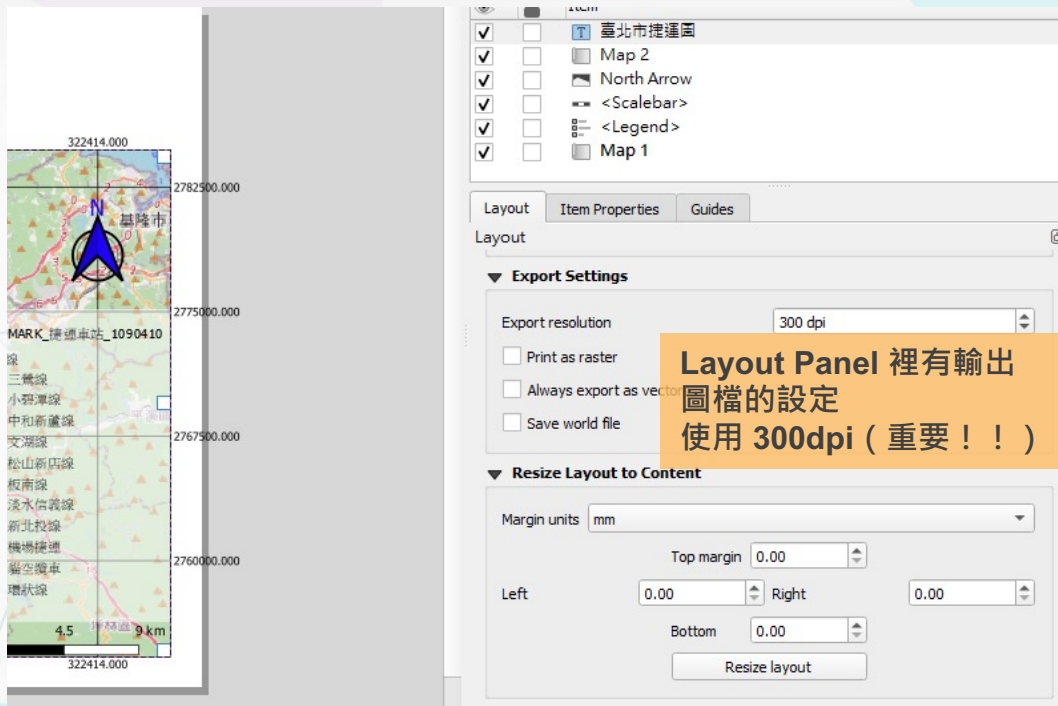 Item
臺北市捷運圖
Map 2
North Arrow
<Scalebar>
<Legend>
Map 1
Layout Item Properties Guides
Layout
Export Settings
Export resolution 300 dpi
Print as raster
Always export as vector
Save world file
Layout Panel 裡有輸出
圖檔的設定
使用 300dpi（重要！！）
Resize Layout to Content
Margin units mm
Top margin 0.00
Left 0.00 Right 0.00
Bottom 0.00
Resize layout
322414.000
2782500.000
N
基隆市
2775000.000
MARK_捷運車站_1090410
線
三鶯線
小碧潭線
中和新蘆線
2767500.000
文湖線
松山新店線
板南線
淡水信義線
新北投線
機場捷運
2760000.000
貓空纜車
環狀線
4.5 9 km
322414.000